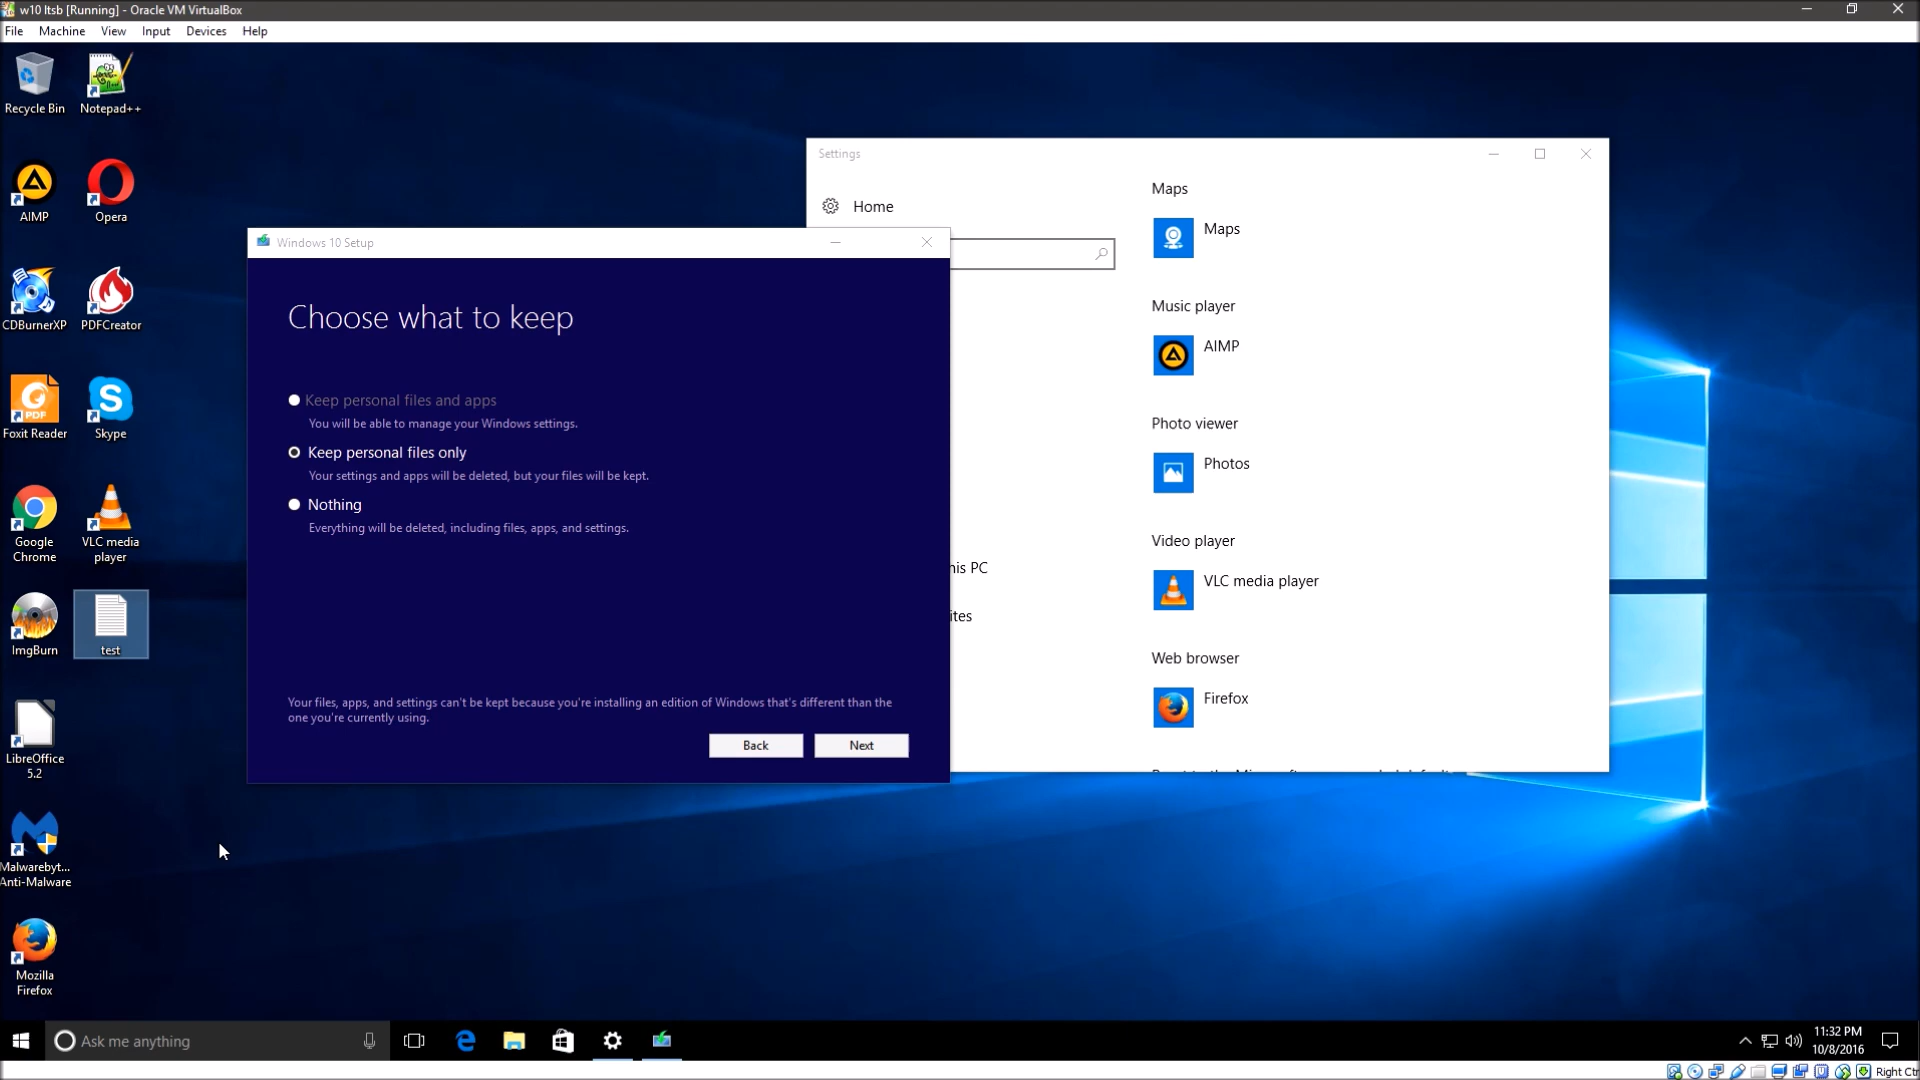 w10 ltsb [Running] - Oracle VM VirtualBox
File Machine View Input Devices Help
Recycle Bin
Notepad++
AIMP
Opera
CDBurnerXP
PDFCreator
Foxit Reader
Skype
Google
Chrome
VLC media
player
ImgBurn
test
LibreOffice
5.2
Malwarebyt...
Anti-Malware
Mozilla
Firefox
Windows 10 Setup
Choose what to keep
Keep personal files and apps
You will be able to manage your Windows settings.
Keep personal files only
Your settings and apps will be deleted, but your files will be kept.
Nothing
Everything will be deleted, including files, apps, and settings.
Your files, apps, and settings can't be kept because you're installing an edition of Windows that's different than the
one you're currently using.
Back
Next
Settings
Home
his PC
ites
Maps
Maps
Music player
AIMP
Photo viewer
Photos
Video player
VLC media player
Web browser
Firefox
Ask me anything
11:32 PM
10/8/2016
Right Ctr